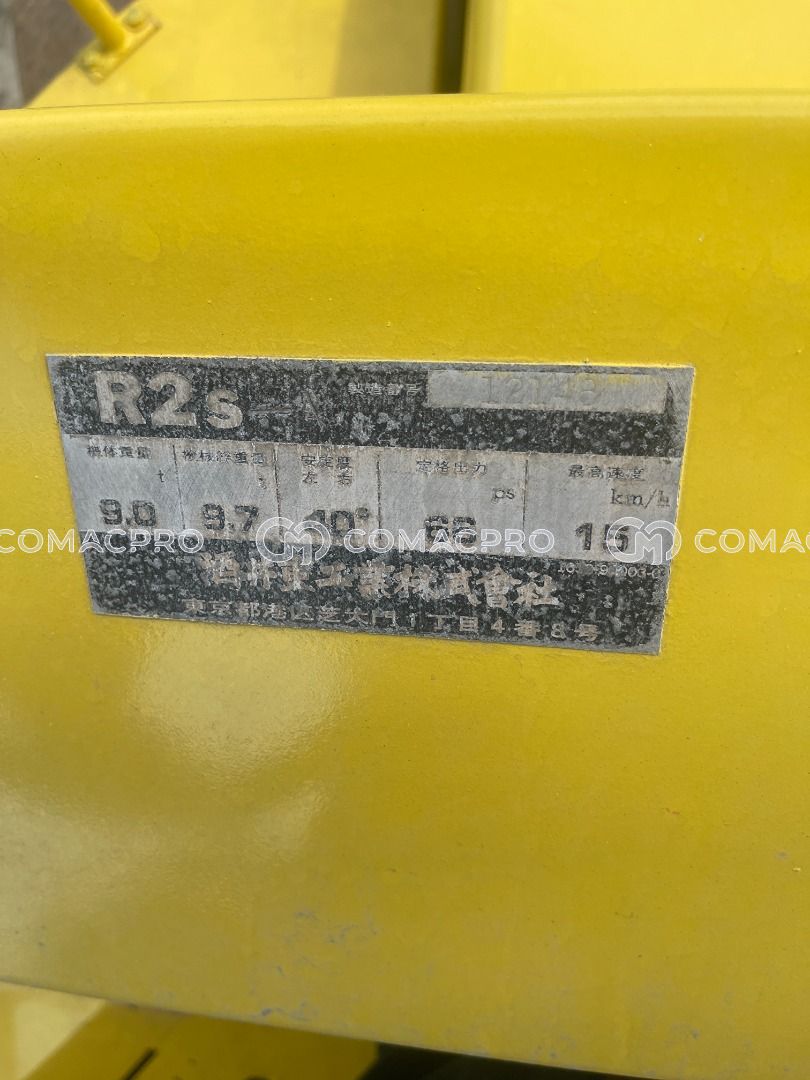 R2s 製造番号
機体重量 機械総重量 安定度 定格出力 最高速度
t 左 右 ps km/h
9.0 9.7 40° 15
COMACPRO COMACPRO COMACPRO COMACPRO
酒井重工業株式會社
東京都港区芝大門1丁目4番8号